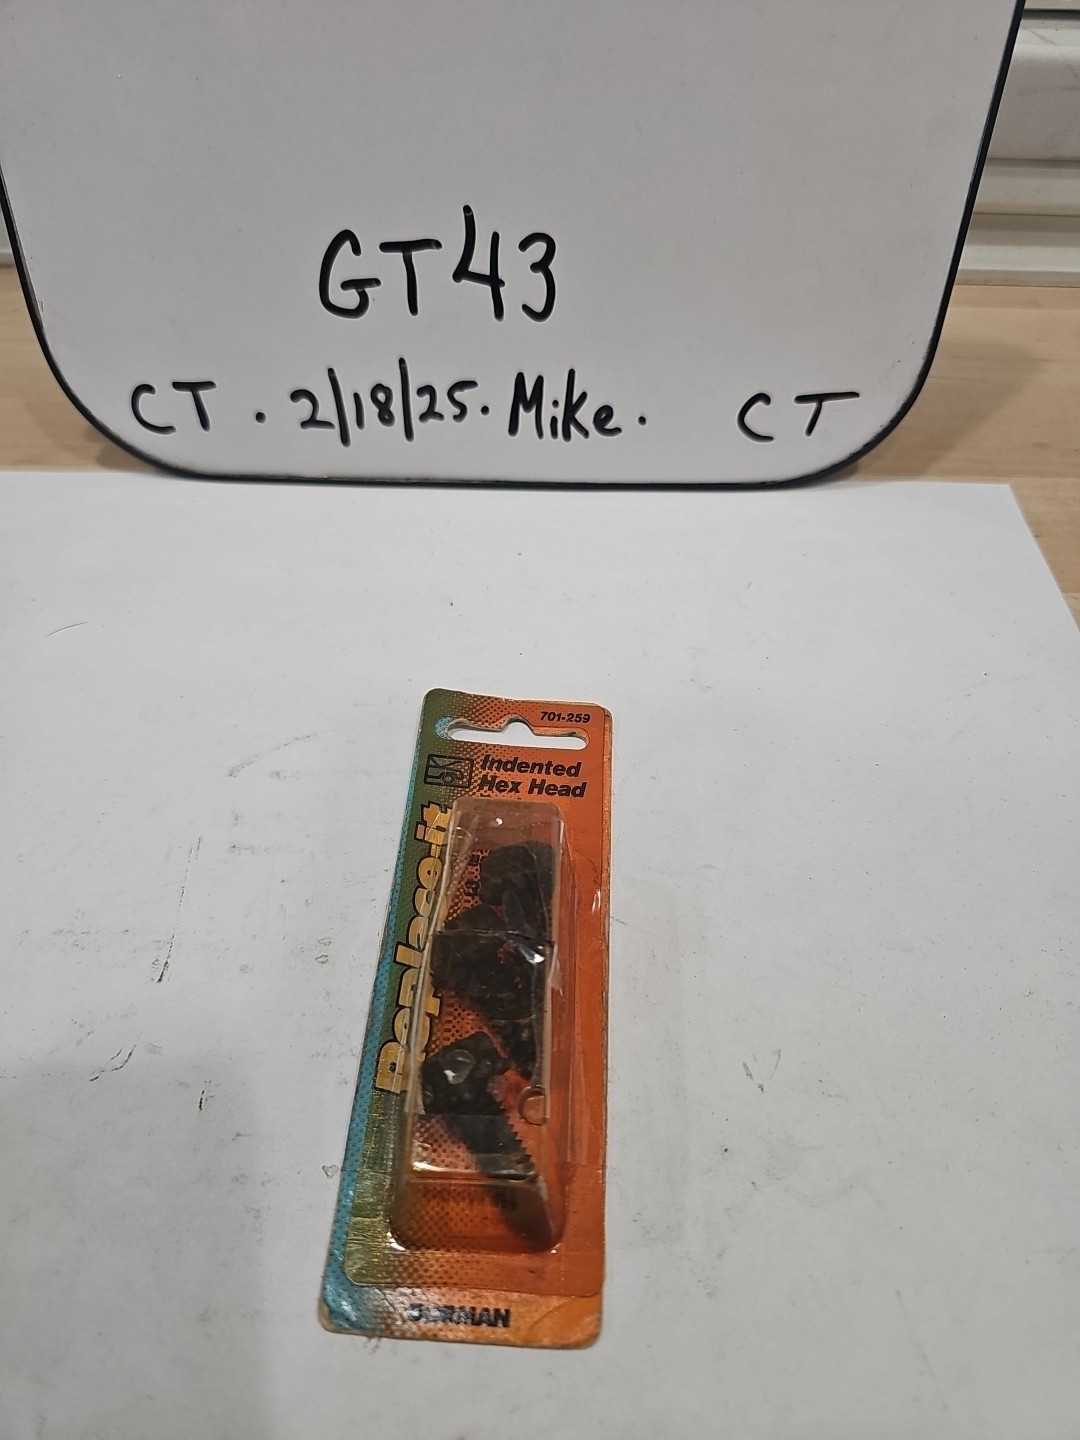 GT43
CT . 2/18/25. Mike. CT
701-259
Indented
Hex Head
Replace-it
DORMAN